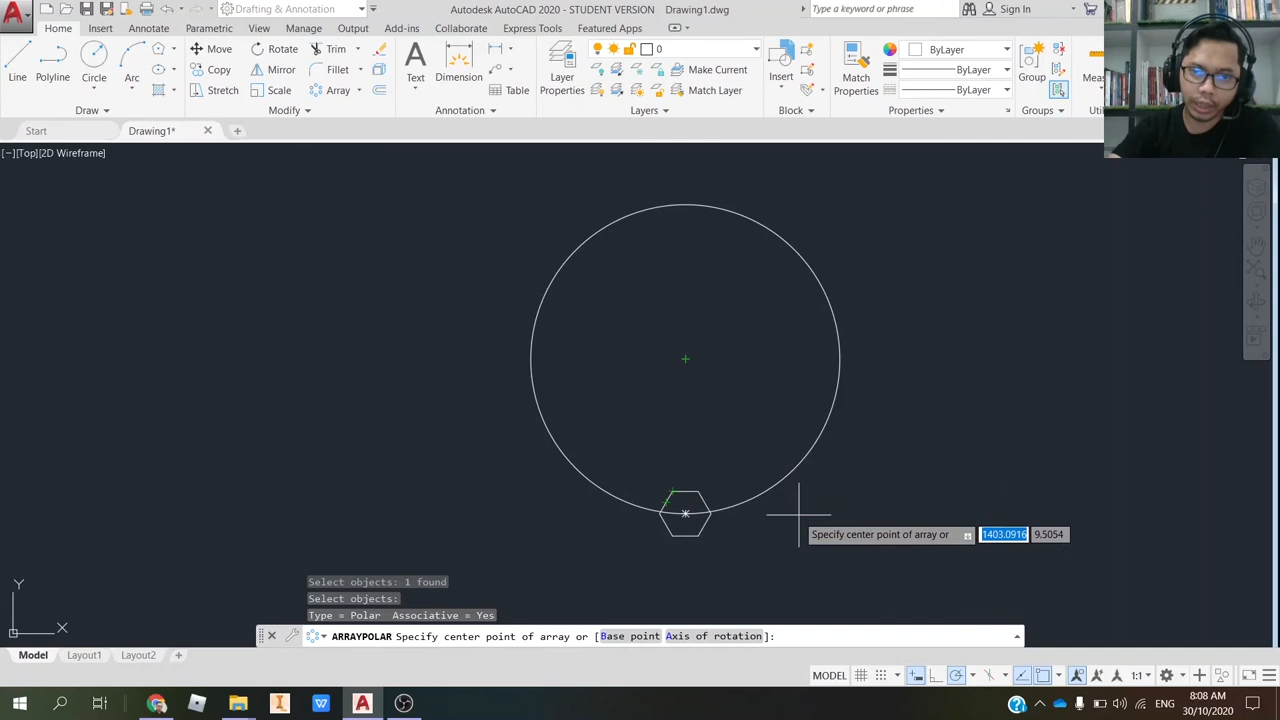 Autodesk AutoCAD 2020 - STUDENT VERSION Drawing1.dwg
Drafting & Annotation
Type a keyword or phrase
Sign In
Home Insert Annotate Parametric View Manage Output Add-ins Collaborate Express Tools Featured Apps
Line Polyline Circle Arc
Move Rotate Trim
Copy Mirror Fillet
Stretch Scale Array
Text Dimension Table
Layer Properties
0
Make Current
Match Layer
Insert
Match Properties
ByLayer
ByLayer
ByLayer
Group
Draw Modify Annotation Layers Block Properties Groups
Start Drawing1*
[−][Top][2D Wireframe]
Specify center point of array or 1403.0916 9.5054
Select objects: 1 found
Select objects:
Type = Polar Associative = Yes
Y
X
ARRAYPOLAR Specify center point of array or [Base point Axis of rotation]:
Model Layout1 Layout2
MODEL 1:1
ENG
8:08 AM
30/10/2020